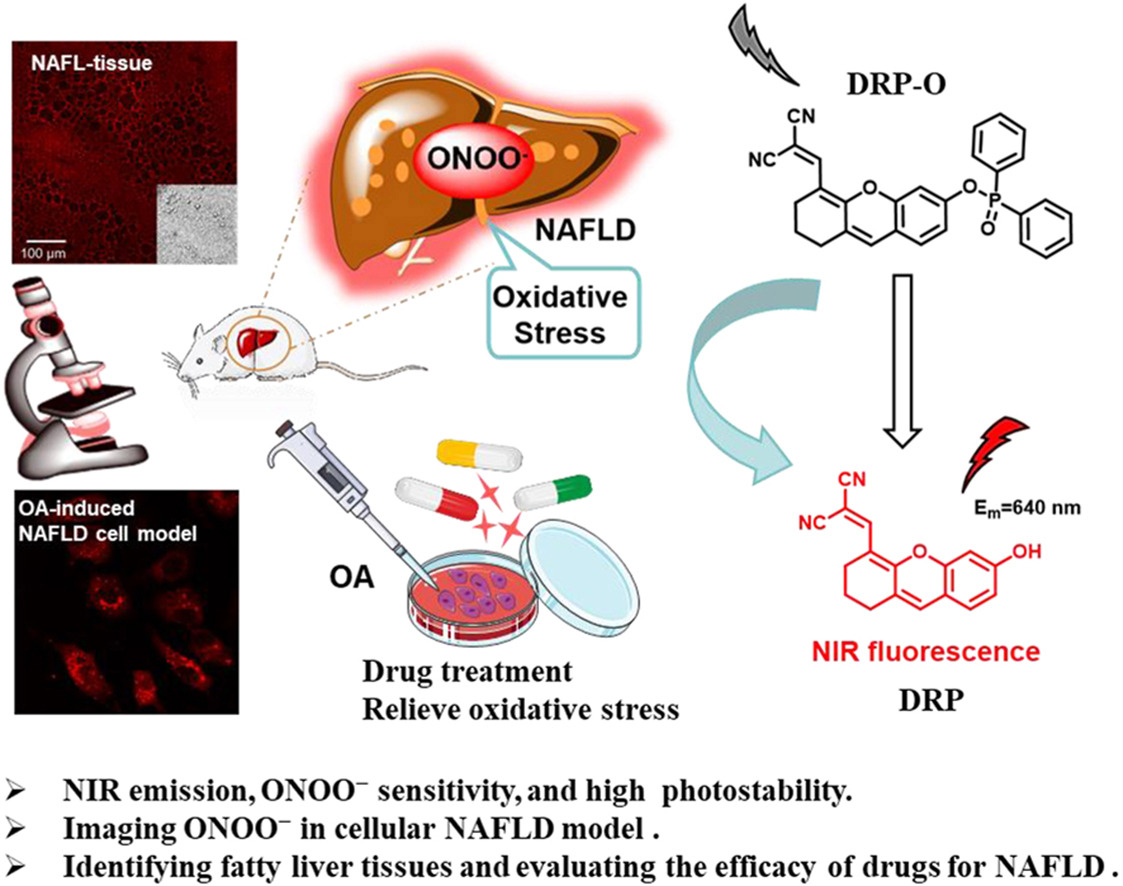 NAFL-tissue
100 μm
ONOO-
NAFLD
Oxidative
Stress
DRP-O
CN
NC
O
O
P
O
OA-induced
NAFLD cell model
OA
Drug treatment
Relieve oxidative stress
CN
NC
O
OH
Em=640 nm
NIR fluorescence
DRP
➢ NIR emission, ONOO⁻ sensitivity, and high photostability.
➢ Imaging ONOO⁻ in cellular NAFLD model .
➢ Identifying fatty liver tissues and evaluating the efficacy of drugs for NAFLD .